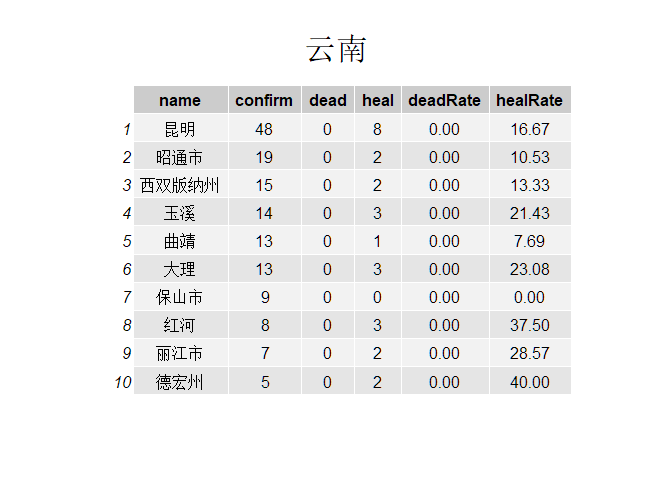 云南
name confirm dead heal deadRate healRate
1 昆明 48 0 8 0.00 16.67
2 昭通市 19 0 2 0.00 10.53
3 西双版纳州 15 0 2 0.00 13.33
4 玉溪 14 0 3 0.00 21.43
5 曲靖 13 0 1 0.00 7.69
6 大理 13 0 3 0.00 23.08
7 保山市 9 0 0 0.00 0.00
8 红河 8 0 3 0.00 37.50
9 丽江市 7 0 2 0.00 28.57
10 德宏州 5 0 2 0.00 40.00